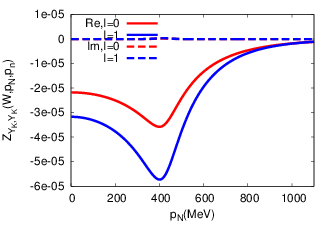 1e-05
0
-1e-05
-2e-05
-3e-05
-4e-05
-5e-05
-6e-05
Z_{Y_K,Y_K}(W,p_N,p_n)
Re,I=0
I=1
Im,I=0
I=1
0 200 400 600 800 1000
p_N(MeV)